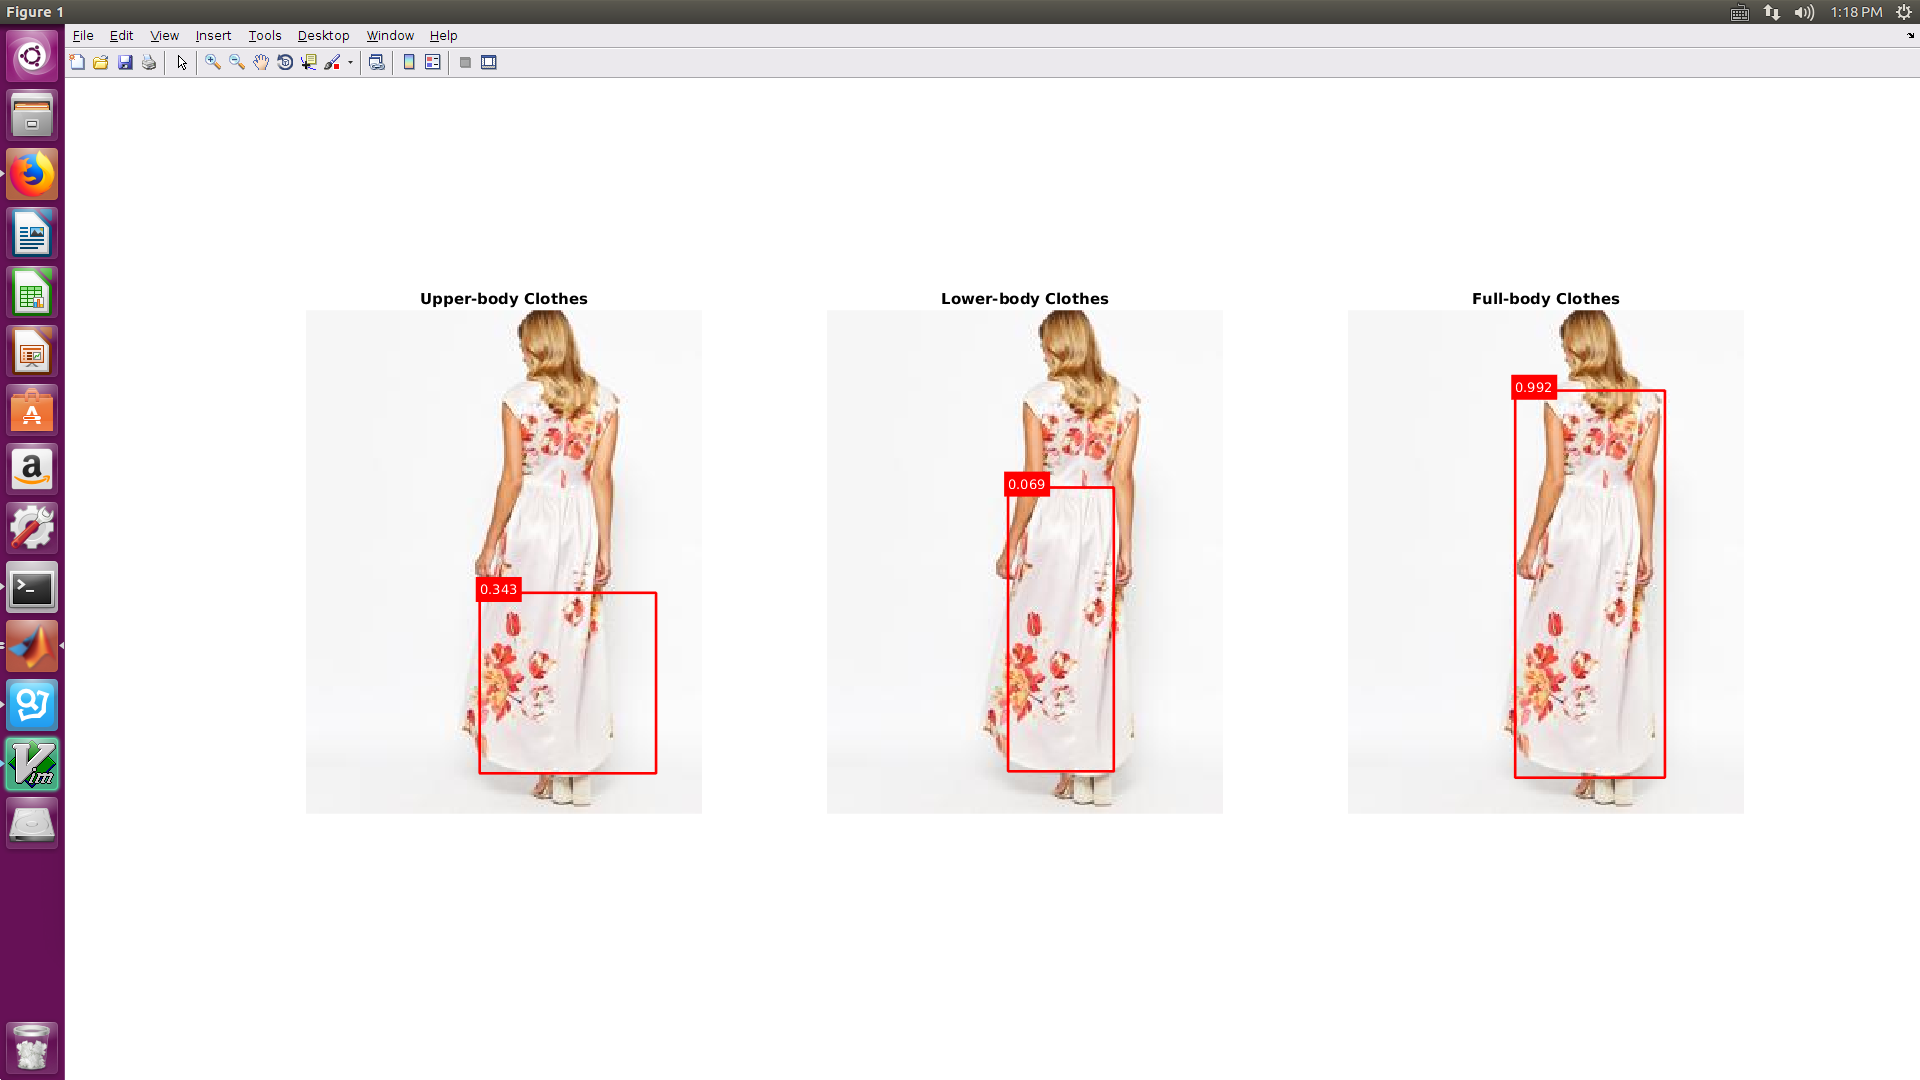 Figure 1
1:18 PM
File Edit View Insert Tools Desktop Window Help
Upper-body Clothes
Lower-body Clothes
Full-body Clothes
0.992
0.069
0.343